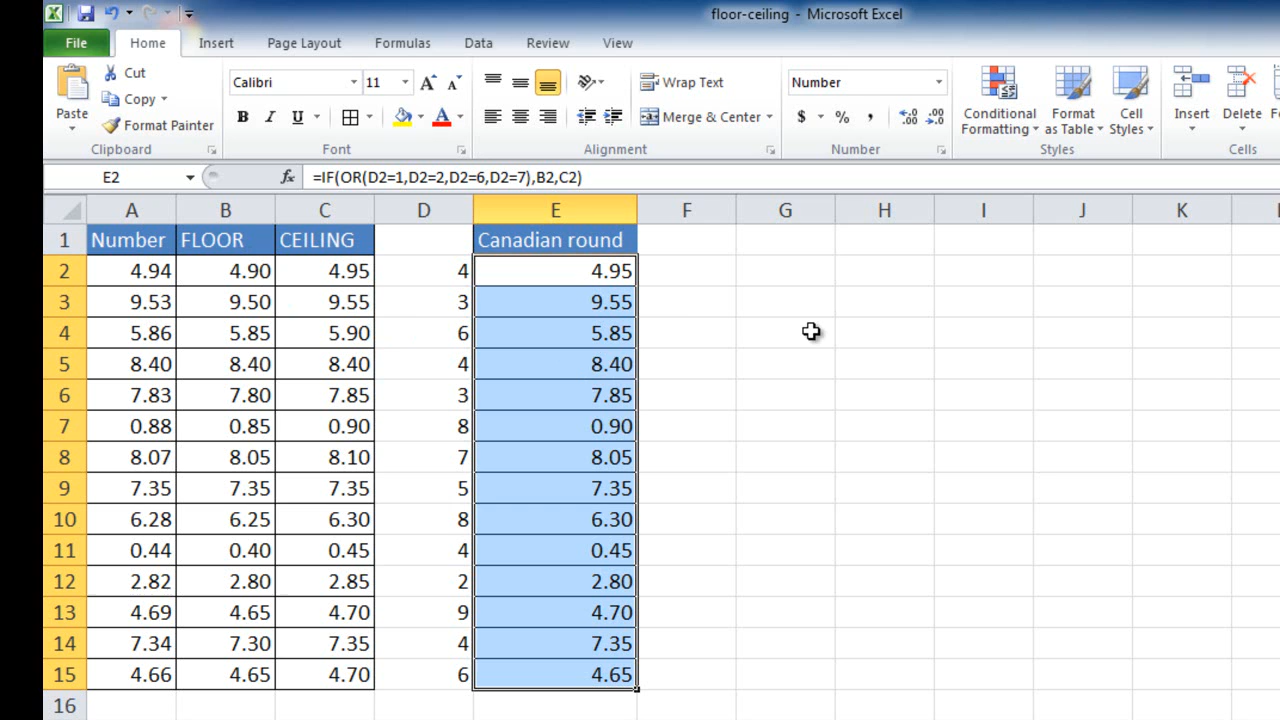 floor-ceiling - Microsoft Excel
File Home Insert Page Layout Formulas Data Review View
Paste Cut Copy Format Painter
Clipboard
Calibri 11 A A
B I U A
Font
Wrap Text
Merge & Center
Alignment
Number
$ % , .0 .00 .00 .0
Number
Conditional Formatting Format as Table Cell Styles
Styles
Insert Delete
Cells
E2 fx =IF(OR(D2=1,D2=2,D2=6,D2=7),B2,C2)
A B C D E F G H I J K
1 Number FLOOR CEILING Canadian round
2 4.94 4.90 4.95 4 4.95
3 9.53 9.50 9.55 3 9.55
4 5.86 5.85 5.90 6 5.85
5 8.40 8.40 8.40 4 8.40
6 7.83 7.80 7.85 3 7.85
7 0.88 0.85 0.90 8 0.90
8 8.07 8.05 8.10 7 8.05
9 7.35 7.35 7.35 5 7.35
10 6.28 6.25 6.30 8 6.30
11 0.44 0.40 0.45 4 0.45
12 2.82 2.80 2.85 2 2.80
13 4.69 4.65 4.70 9 4.70
14 7.34 7.30 7.35 4 7.35
15 4.66 4.65 4.70 6 4.65
16